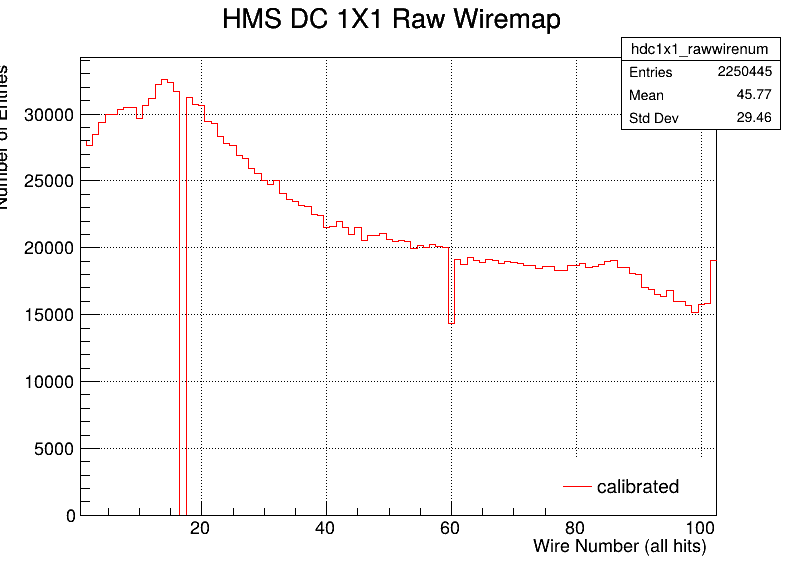 HMS DC 1X1 Raw Wiremap
hdc1x1_rawwirenum
Entries 2250445
Mean 45.77
Std Dev 29.46
Number of Entries
30000
25000
20000
15000
10000
5000
0
calibrated
20 40 60 80 100
Wire Number (all hits)